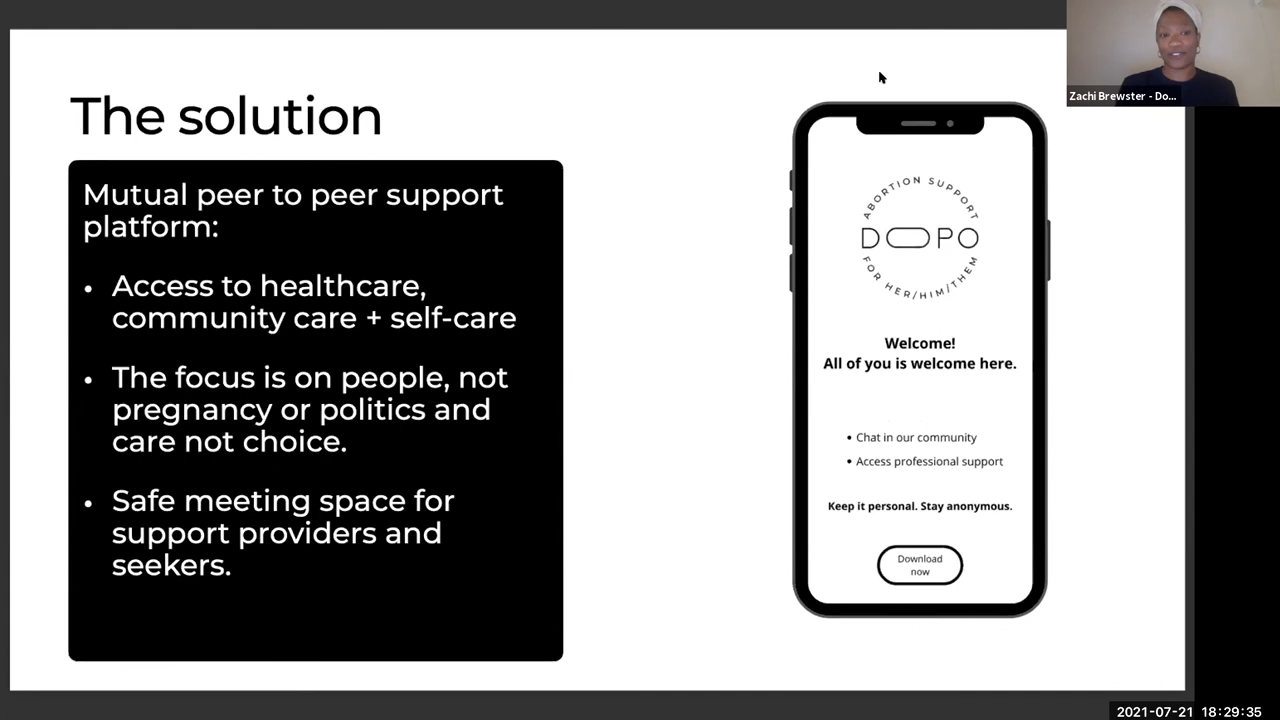 The solution
Mutual peer to peer support
platform:
• Access to healthcare,
community care + self-care
• The focus is on people, not
pregnancy or politics and
care not choice.
• Safe meeting space for
support providers and
seekers.
ABORTION SUPPORT
DOPO
FOR HER/HIM/THEM
Welcome!
All of you is welcome here.
• Chat in our community
• Access professional support
Keep it personal. Stay anonymous.
Download
now
Zachi Brewster - Do...
2021-07-21 18:29:35